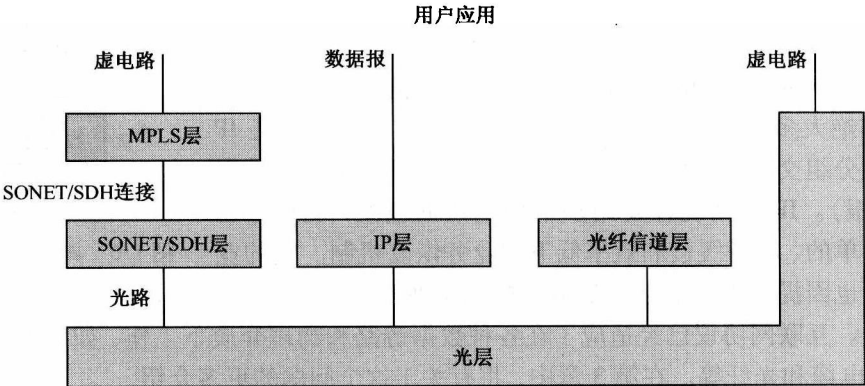 用户应用
虚电路
数据报
虚电路
MPLS层
SONET/SDH连接
SONET/SDH层
IP层
光纤信道层
光路
光层